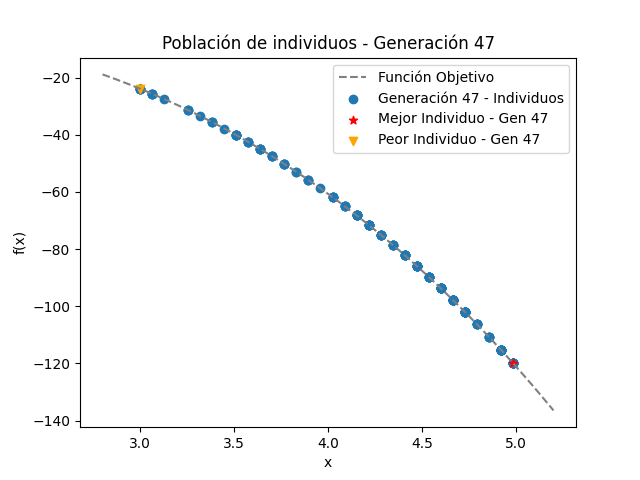 Población de individuos - Generación 47
Función Objetivo
Generación 47 - Individuos
Mejor Individuo - Gen 47
Peor Individuo - Gen 47
−20
−40
−60
−80
−100
−120
−140
f(x)
3.0 3.5 4.0 4.5 5.0
x